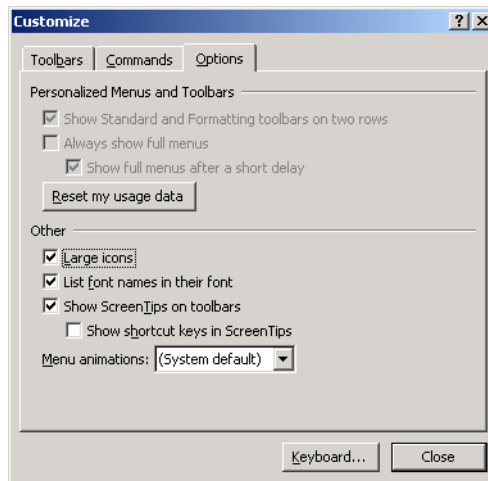 Customize
Toolbars Commands Options
Personalized Menus and Toolbars
Show Standard and Formatting toolbars on two rows
Always show full menus
Show full menus after a short delay
Reset my usage data
Other
Large icons
List font names in their font
Show ScreenTips on toolbars
Show shortcut keys in ScreenTips
Menu animations: (System default)
Keyboard... Close